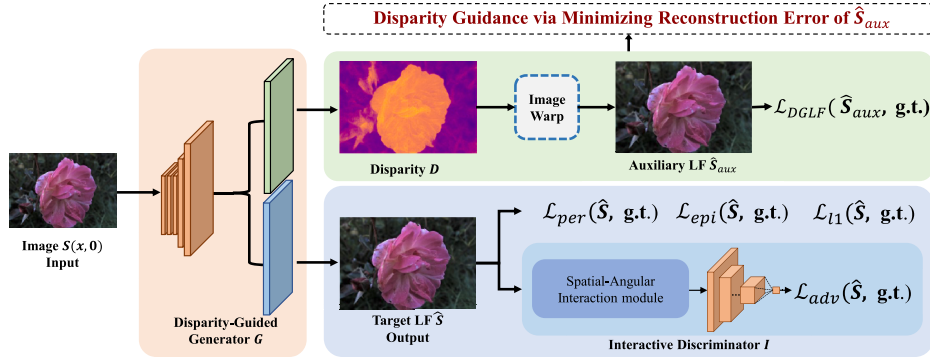 Disparity Guidance via Minimizing Reconstruction Error of Ŝ_aux
Image
Warp
ℒ_DGLF(Ŝ_aux, g.t.)
Disparity D
Auxiliary LF Ŝ_aux
Image S(x, 0)
Input
ℒ_per(Ŝ, g.t.) ℒ_epi(Ŝ, g.t.) ℒ_l1(Ŝ, g.t.)
Spatial-Angular
Interaction module
...
ℒ_adv(Ŝ, g.t.)
Disparity-Guided
Generator G
Target LF Ŝ
Output
Interactive Discriminator I